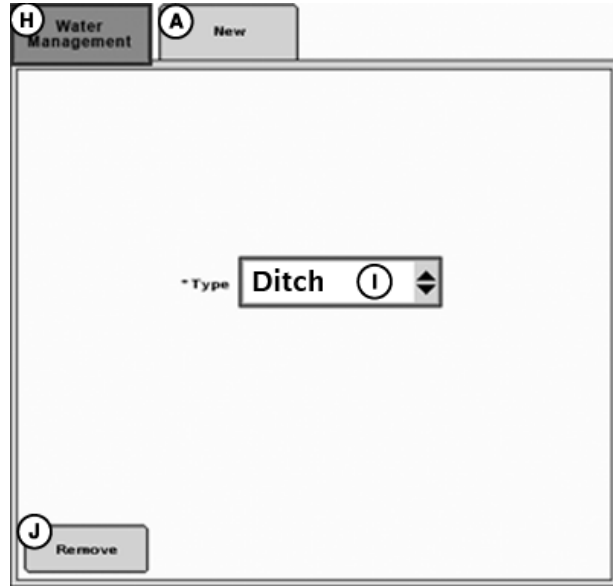 H
Water
Management
A
New
*Type
Ditch
I
J
Remove